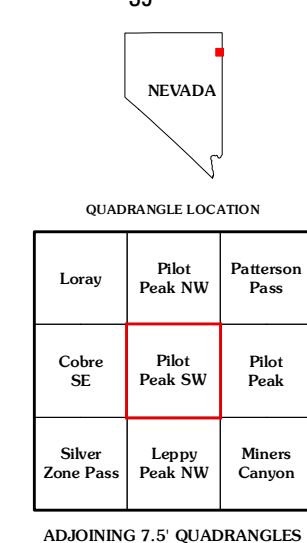 NEVADA
QUADRANGLE LOCATION
Loray
Pilot
Peak NW
Patterson
Pass
Cobre
SE
Pilot
Peak SW
Pilot
Peak
Silver
Zone Pass
Leppy
Peak NW
Miners
Canyon
ADJOINING 7.5' QUADRANGLES